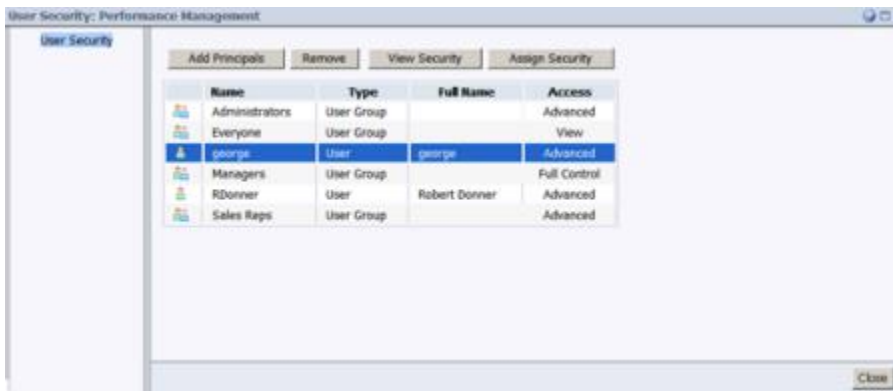 User Security: Performance Management
User Security
Add Principals Remove View Security Assign Security
Name Type Full Name Access
Administrators User Group Advanced
Everyone User Group View
george User george Advanced
Managers User Group Full Control
RDonner User Robert Donner Advanced
Sales Reps User Group Advanced
Close